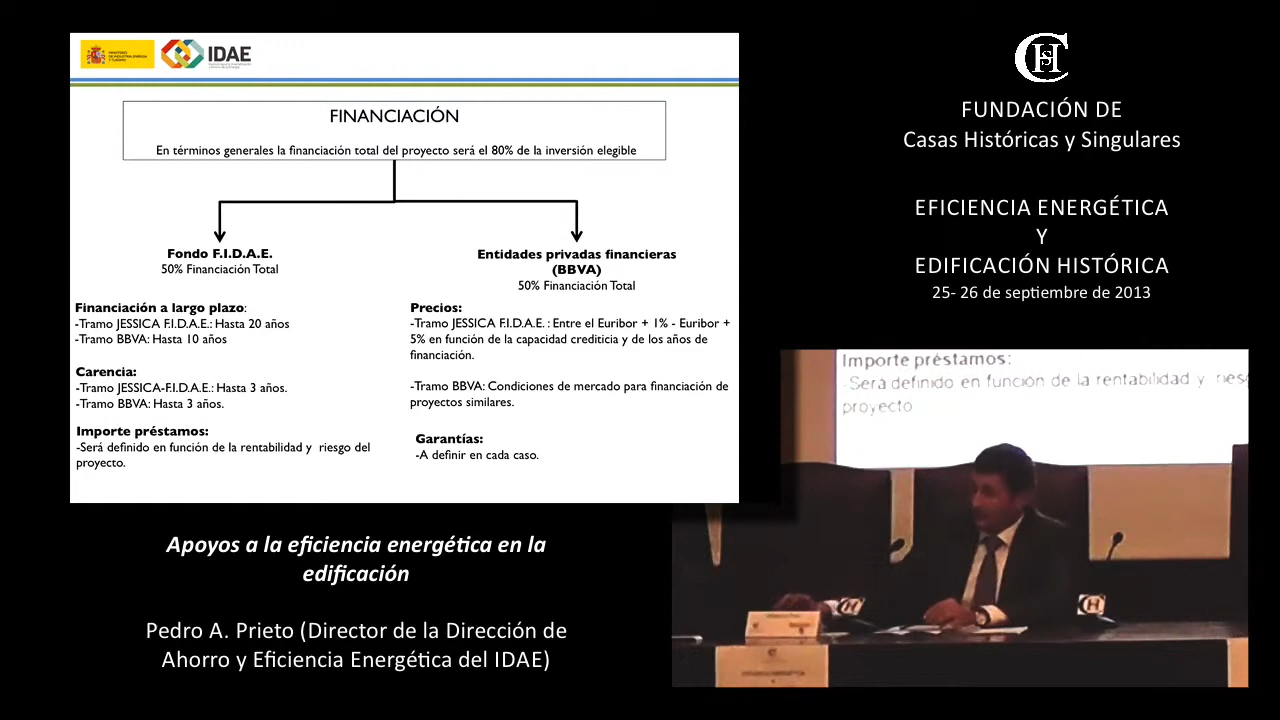 MINISTERIO
DE INDUSTRIA, ENERGÍA
Y TURISMO
IDAE
FINANCIACIÓN
En términos generales la financiación total del proyecto será el 80% de la inversión elegible
Fondo F.I.D.A.E.
50% Financiación Total
Entidades privadas financieras
(BBVA)
50% Financiación Total
Financiación a largo plazo:
-Tramo JESSICA F.I.D.A.E.: Hasta 20 años
-Tramo BBVA: Hasta 10 años
Carencia:
-Tramo JESSICA-F.I.D.A.E.: Hasta 3 años.
-Tramo BBVA: Hasta 3 años.
Importe préstamos:
-Será definido en función de la rentabilidad y riesgo del
proyecto.
Precios:
-Tramo JESSICA F.I.D.A.E. : Entre el Euribor + 1% - Euribor +
5% en función de la capacidad crediticia y de los años de
financiación.
-Tramo BBVA: Condiciones de mercado para financiación de
proyectos similares.
Garantías:
-A definir en cada caso.
Apoyos a la eficiencia energética en la
edificación
Pedro A. Prieto (Director de la Dirección de
Ahorro y Eficiencia Energética del IDAE)
CHS
FUNDACIÓN DE
Casas Históricas y Singulares
EFICIENCIA ENERGÉTICA
Y
EDIFICACIÓN HISTÓRICA
25- 26 de septiembre de 2013
Importe préstamos:
-Será definido en función de la rentabilidad y riesg
proyecto